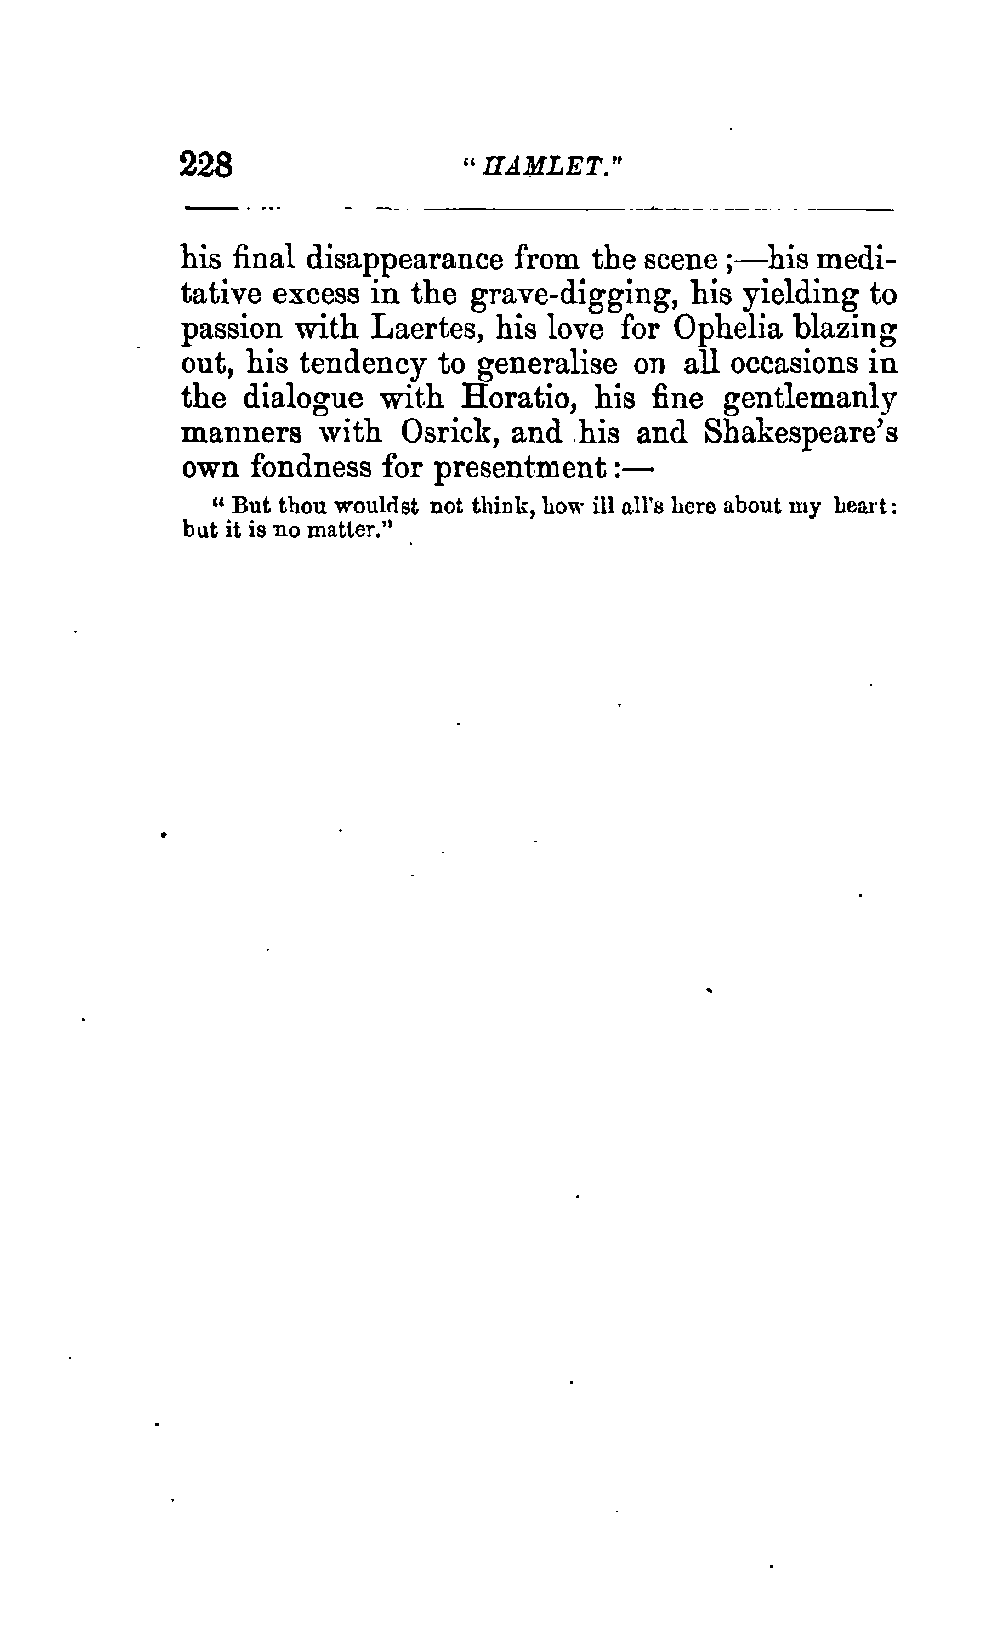 228 "HAMLET."
his final disappearance from the scene ;—his medi-
tative excess in the grave-digging, his yielding to
passion with Laertes, his love for Ophelia blazing
out, his tendency to generalise on all occasions in
the dialogue with Horatio, his fine gentlemanly
manners with Osrick, and his and Shakespeare's
own fondness for presentment :—
" But thou wouldst not think, how ill all's here about my heart:
but it is no matter."